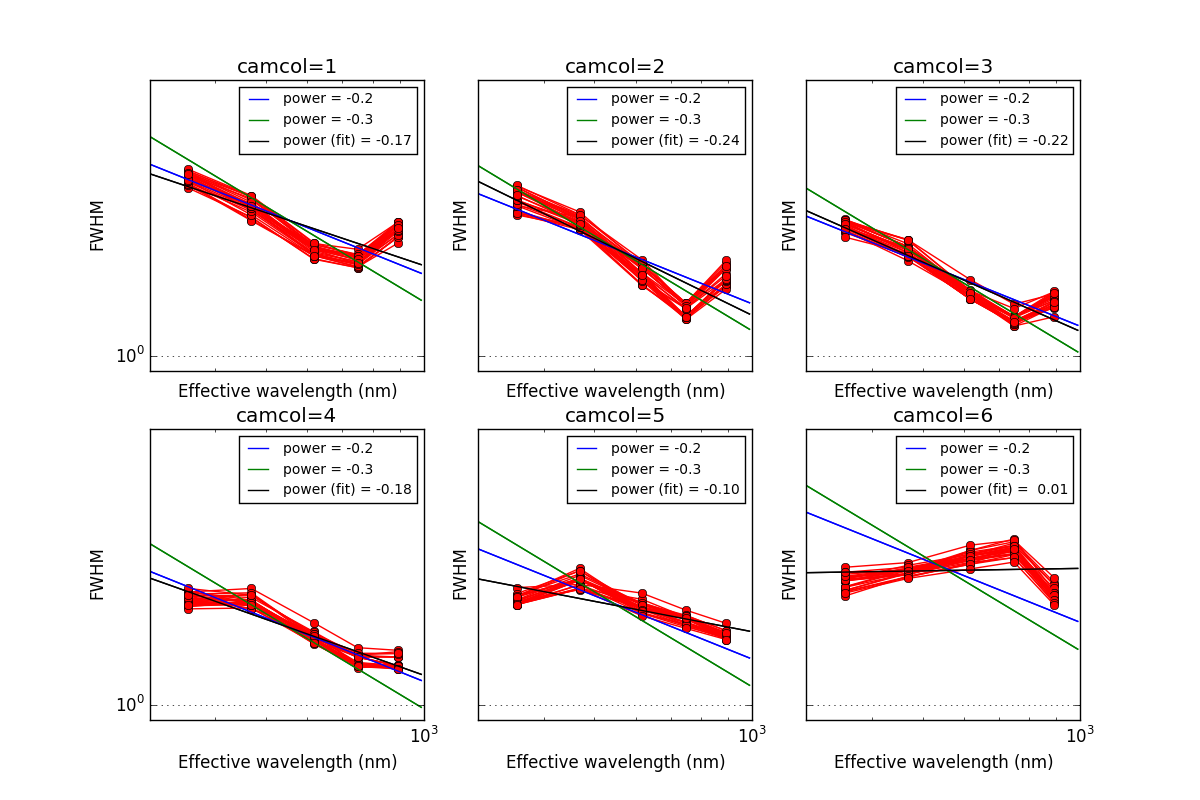 camcol=1
power = -0.2
power = -0.3
power (fit) = -0.17
FWHM
10^0
Effective wavelength (nm)
camcol=2
power = -0.2
power = -0.3
power (fit) = -0.24
FWHM
Effective wavelength (nm)
camcol=3
power = -0.2
power = -0.3
power (fit) = -0.22
FWHM
Effective wavelength (nm)
camcol=4
power = -0.2
power = -0.3
power (fit) = -0.18
FWHM
10^0
10^3
Effective wavelength (nm)
camcol=5
power = -0.2
power = -0.3
power (fit) = -0.10
FWHM
10^3
Effective wavelength (nm)
camcol=6
power = -0.2
power = -0.3
power (fit) =  0.01
FWHM
10^3
Effective wavelength (nm)